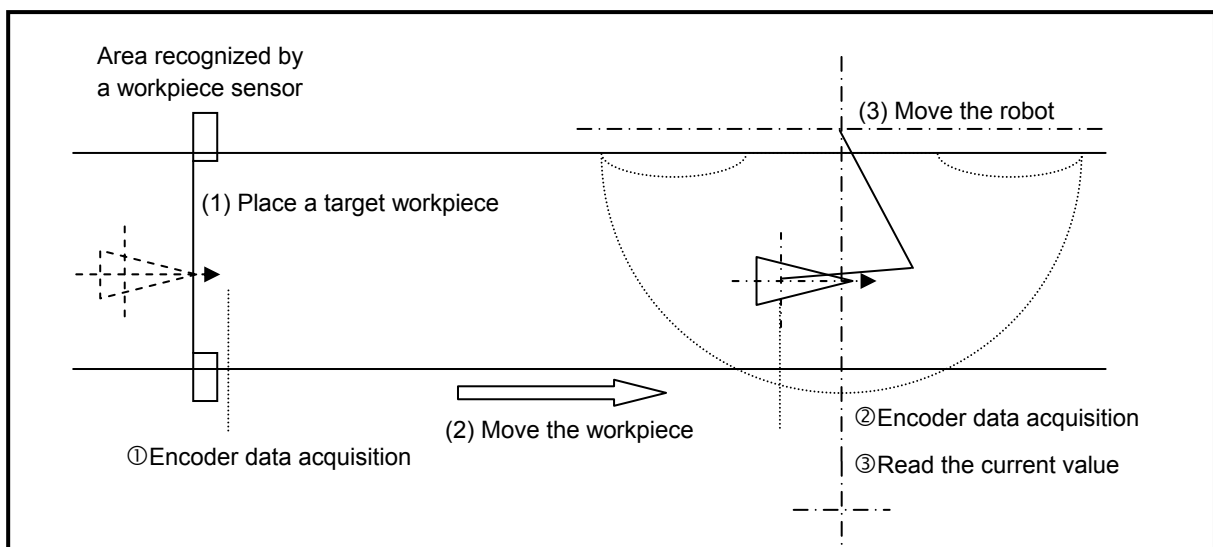 Area recognized by
a workpiece sensor
(3) Move the robot
(1) Place a target workpiece
(2) Move the workpiece
①Encoder data acquisition
②Encoder data acquisition
③Read the current value